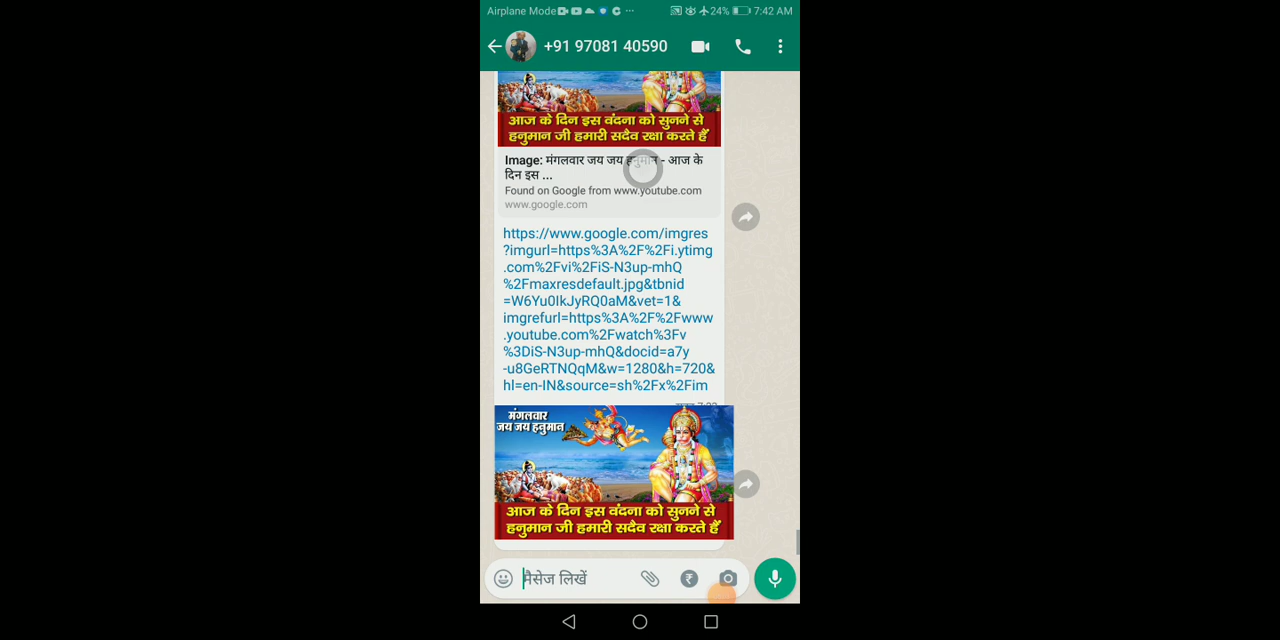 Airplane Mode 24% 7:42 AM
+91 97081 40590
आज के दिन इस वंदना को सुनने से
हनुमान जी हमारी सदैव रक्षा करते हैं
Image: मंगलवार जय जय हनुमान - आज के
दिन इस ...
Found on Google from www.youtube.com
www.google.com
https://www.google.com/imgres
?imgurl=https%3A%2F%2Fi.ytimg
.com%2Fvi%2FiS-N3up-mhQ
%2Fmaxresdefault.jpg&tbnid
=W6Yu0IkJyRQ0aM&vet=1&
imgrefurl=https%3A%2F%2Fwww
.youtube.com%2Fwatch%3Fv
%3DiS-N3up-mhQ&docid=a7y
-u8GeRTNQqM&w=1280&h=720&
hl=en-IN&source=sh%2Fx%2Fim
मंगलवार
जय जय हनुमान
आज के दिन इस वंदना को सुनने से
हनुमान जी हमारी सदैव रक्षा करते हैं
मैसेज लिखें